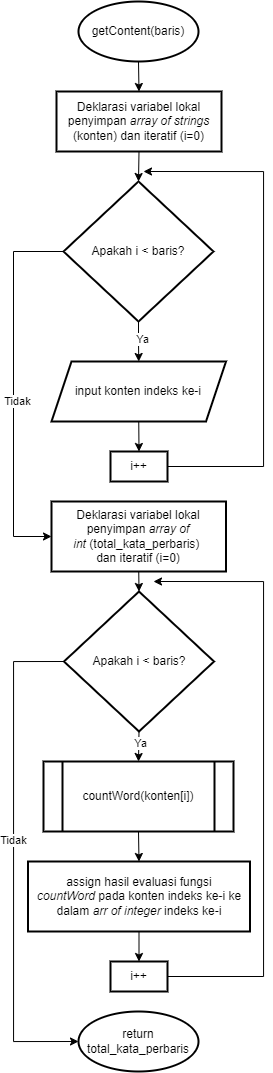 getContent(baris)
Deklarasi variabel lokal
penyimpan array of strings
(konten) dan iteratif (i=0)
Apakah i < baris?
Ya
input konten indeks ke-i
Tidak
i++
Deklarasi variabel lokal
penyimpan array of
int (total_kata_perbaris)
dan iteratif (i=0)
Apakah i < baris?
Ya
countWord(konten[i])
Tidak
assign hasil evaluasi fungsi
countWord pada konten indeks ke-i ke
dalam arr of integer indeks ke-i
i++
return
total_kata_perbaris